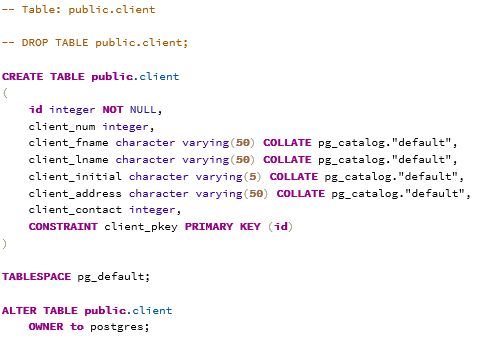 -- Table: public.client
-- DROP TABLE public.client;
CREATE TABLE public.client
(
    id integer NOT NULL,
    client_num integer,
    client_fname character varying(50) COLLATE pg_catalog."default",
    client_lname character varying(50) COLLATE pg_catalog."default",
    client_initial character varying(5) COLLATE pg_catalog."default",
    client_address character varying(50) COLLATE pg_catalog."default",
    client_contact integer,
    CONSTRAINT client_pkey PRIMARY KEY (id)
)
TABLESPACE pg_default;
ALTER TABLE public.client
    OWNER to postgres;